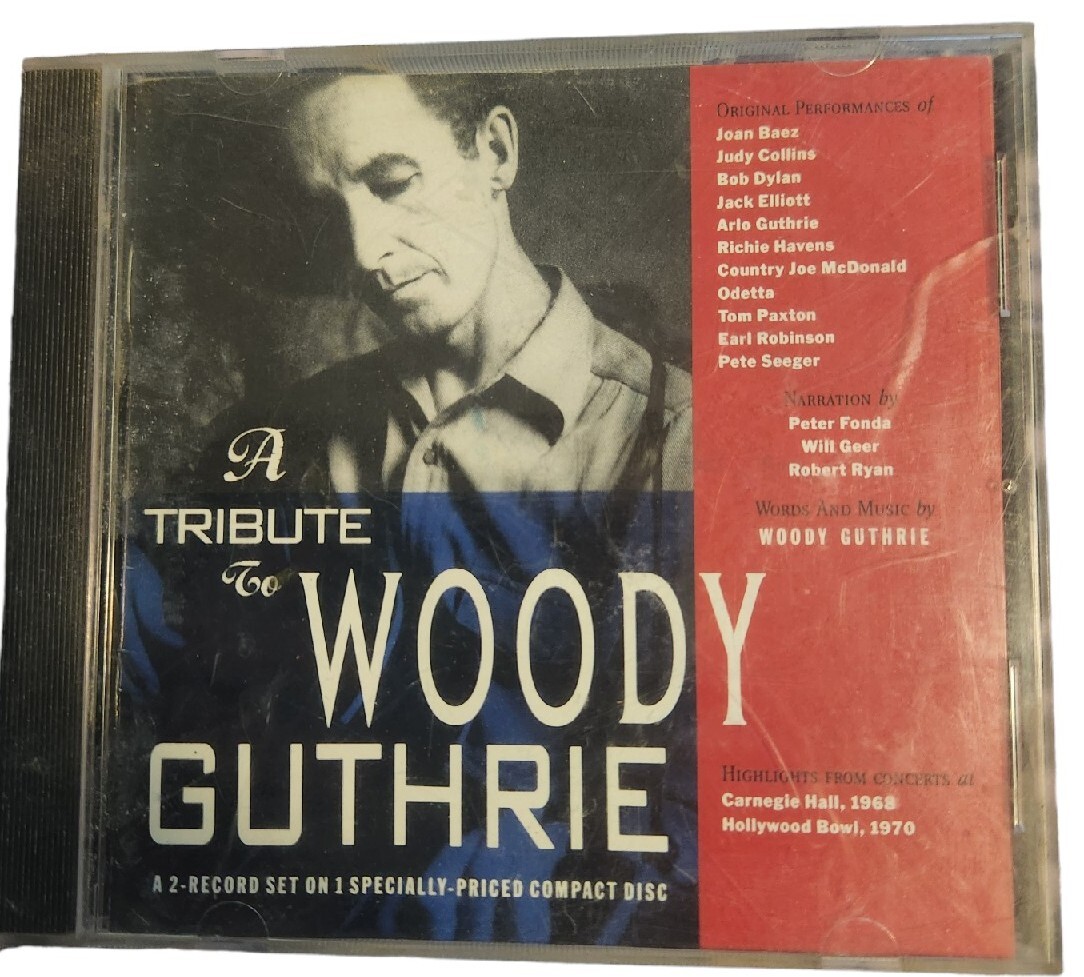 A
TRIBUTE
To WOODY
GUTHRIE
A 2-RECORD SET ON 1 SPECIALLY-PRICED COMPACT DISC
ORIGINAL PERFORMANCES of
Joan Baez
Judy Collins
Bob Dylan
Jack Elliott
Arlo Guthrie
Richie Havens
Country Joe McDonald
Odetta
Tom Paxton
Earl Robinson
Pete Seeger
NARRATION by
Peter Fonda
Will Geer
Robert Ryan
WORDS AND MUSIC by
WOODY GUTHRIE
HIGHLIGHTS FROM CONCERTS at
Carnegie Hall, 1968
Hollywood Bowl, 1970